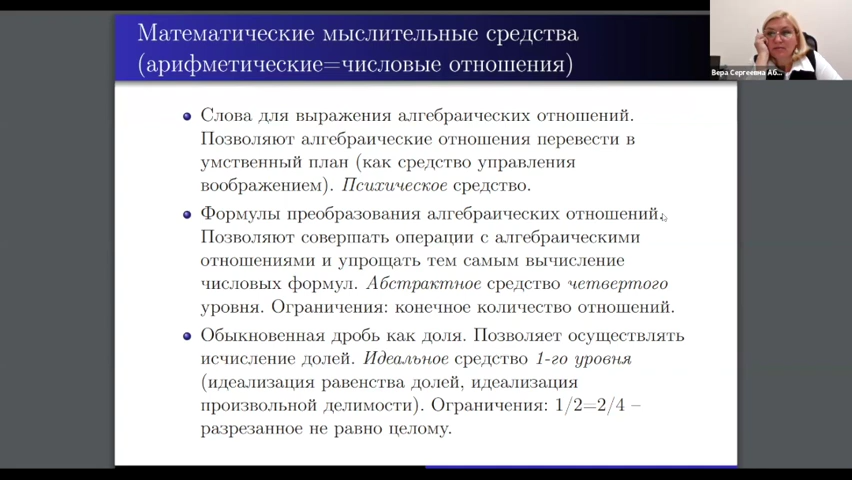 Математические мыслительные средства
(арифметические=числовые отношения)
Вера Сергеевна Аб...
Слова для выражения алгебраических отношений.
Позволяют алгебраические отношения перевести в
умственный план (как средство управления
воображением). Психическое средство.
Формулы преобразования алгебраических отношений.
Позволяют совершать операции с алгебраическими
отношениями и упрощать тем самым вычисление
числовых формул. Абстрактное средство четвертого
уровня. Ограничения: конечное количество отношений.
Обыкновенная дробь как доля. Позволяет осуществлять
исчисление долей. Идеальное средство 1-го уровня
(идеализация равенства долей, идеализация
произвольной делимости). Ограничения: 1/2=2/4 –
разрезанное не равно целому.